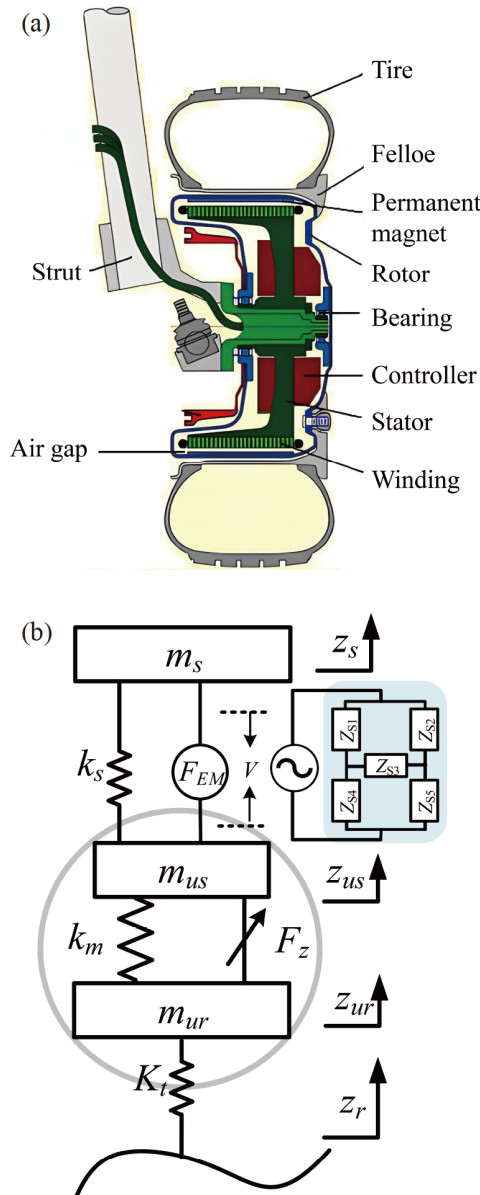 (a)
Tire
Felloe
Permanent
magnet
Rotor
Strut
Bearing
Controller
Stator
Air gap
Winding
(b)
m_s
z_s
Z_S1
Z_S2
k_s
F_EM
V
Z_S3
Z_S4
Z_S5
m_us
z_us
k_m
F_z
m_ur
z_ur
K_t
z_r